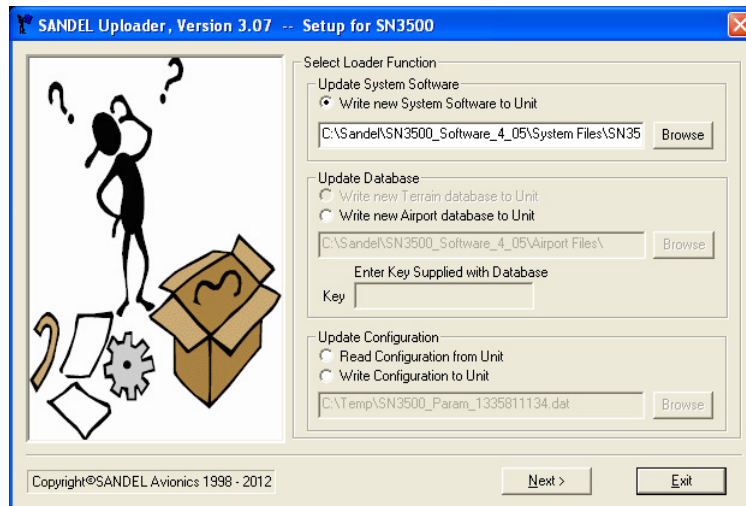 SANDEL Uploader, Version 3.07 -- Setup for SN3500
Select Loader Function
Update System Software
Write new System Software to Unit
C:\Sandel\SN3500_Software_4_05\System Files\SN35
Browse
Update Database
Write new Terrain database to Unit
Write new Airport database to Unit
C:\Sandel\SN3500_Software_4_05\Airport Files\
Browse
Enter Key Supplied with Database
Key
Update Configuration
Read Configuration from Unit
Write Configuration to Unit
C:\Temp\SN3500_Param_1335811134.dat
Browse
Copyright©SANDEL Avionics 1998 - 2012
Next >
Exit